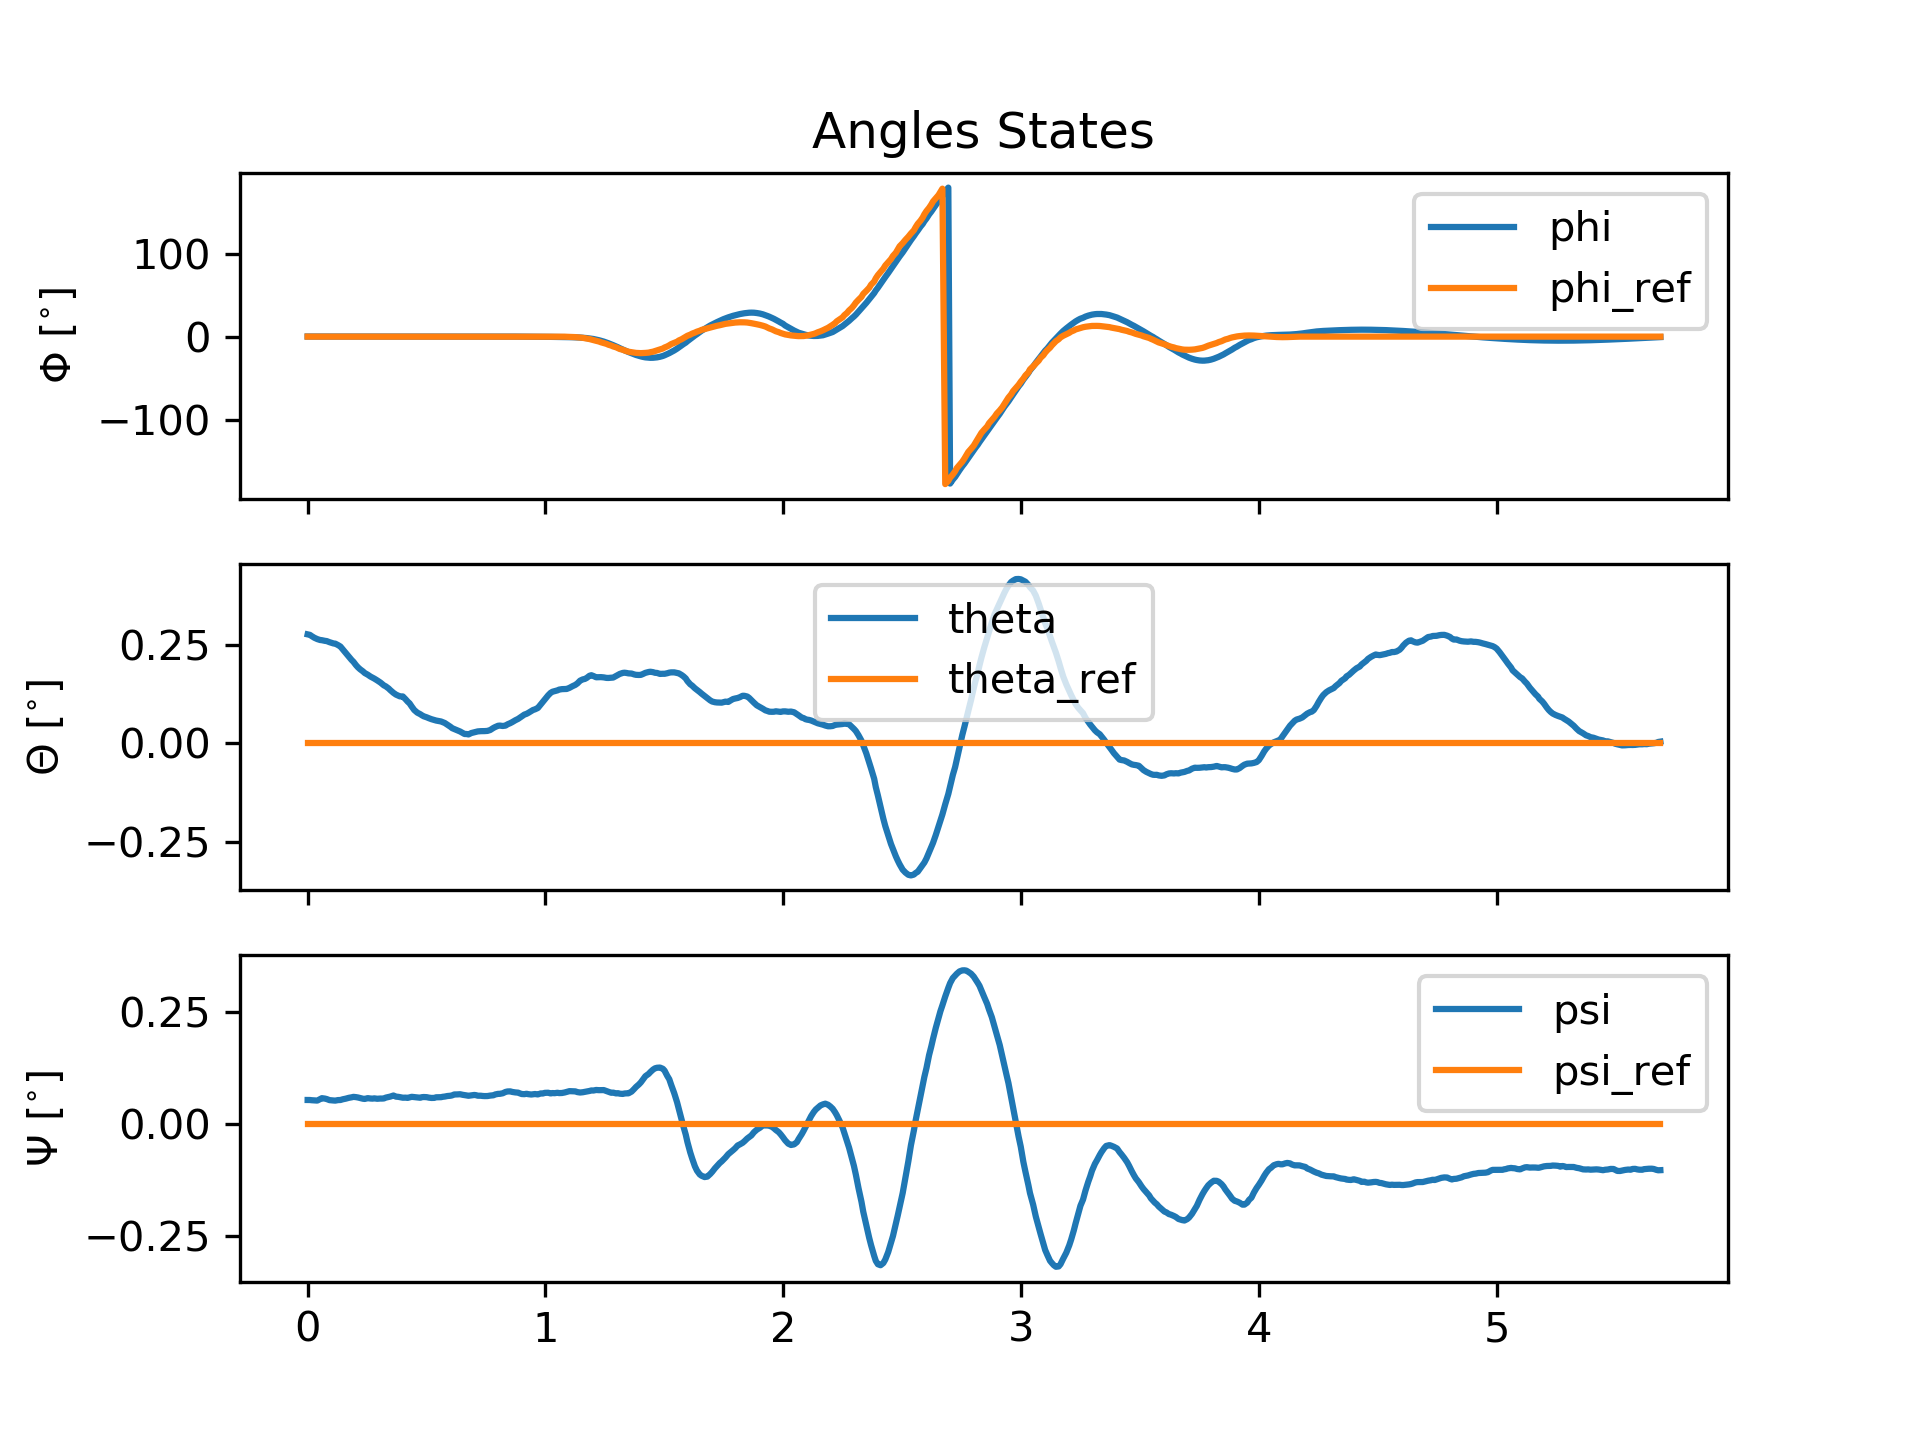 Angles States
Φ [°]
100
0
−100
phi
phi_ref
Θ [°]
0.25
0.00
−0.25
theta
theta_ref
Ψ [°]
0.25
0.00
−0.25
psi
psi_ref
0 1 2 3 4 5